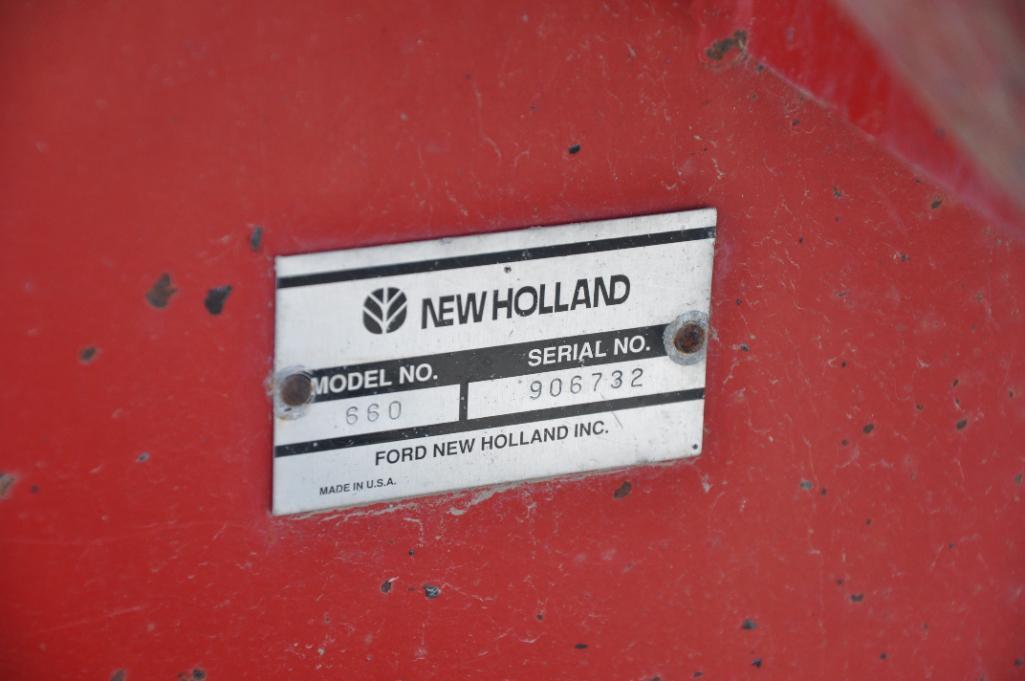 NEW HOLLAND
MODEL NO. SERIAL NO.
660 906732
FORD NEW HOLLAND INC.
MADE IN U.S.A.